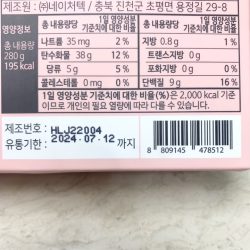 제조원 : ㈜네이처텍 / 충북 진천군 초평면 용정길 29-8
영양정보
총 내용량
280 g
195 kcal
총 내용량당 1일 영양성분 기준치에 대한 비율
총 내용량당 1일 영양성분 기준치에 대한 비율
나트륨 35 mg 2%
지방 0.8 g 1%
탄수화물 38 g 12%
트랜스지방 0 g
당류 5 g 5%
포화지방 0 g 0%
콜레스테롤 0 mg 0%
단백질 9 g 16%
1일 영양성분 기준치에 대한 비율(%)은 2,000 kcal 기준
이므로 개인의 필요 열량에 따라 다를 수 있습니다.
제조번호 : HLJ22004
유통기한 : 2024.07.12 까지
8 809145 478512